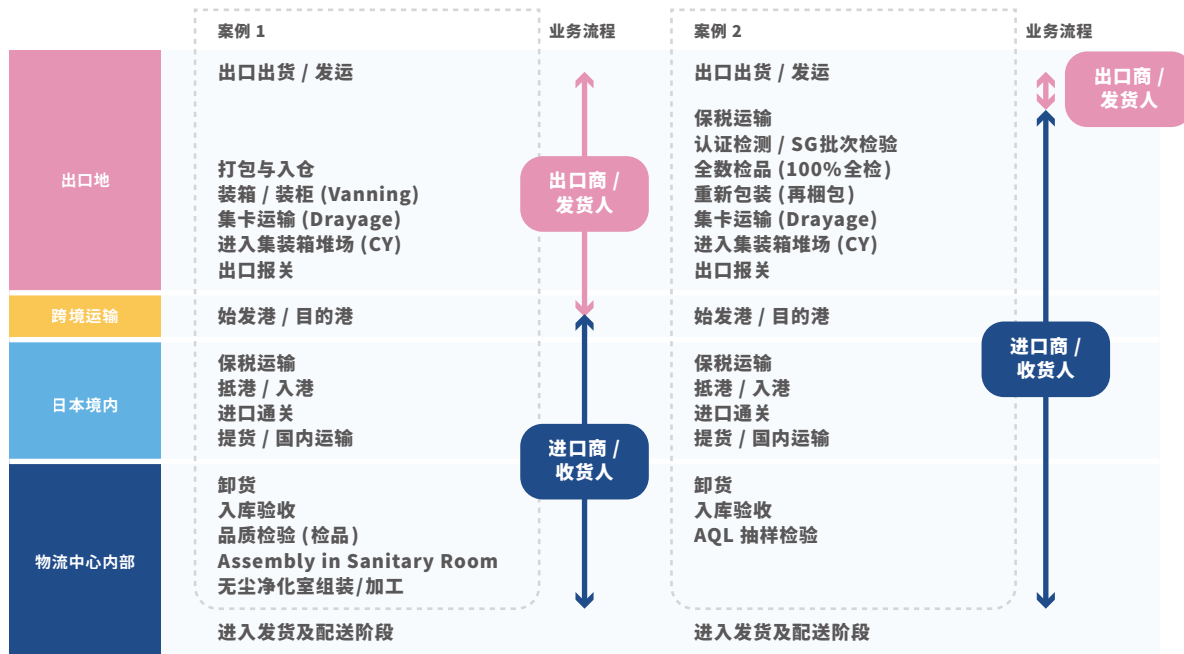 案例 1
业务流程
案例 2
业务流程
出口地
出口出货 / 发运
打包与入仓
装箱 / 装柜 (Vanning)
集卡运输 (Drayage)
进入集装箱堆场 (CY)
出口报关
出口商 /
发货人
出口出货 / 发运
保税运输
认证检测 / SG批次检验
全数检品 (100%全检)
重新包装 (再梱包)
集卡运输 (Drayage)
进入集装箱堆场 (CY)
出口报关
出口商 /
发货人
跨境运输
始发港 / 目的港
始发港 / 目的港
进口商 /
收货人
日本境内
保税运输
抵港 / 入港
进口通关
提货 / 国内运输
保税运输
抵港 / 入港
进口通关
提货 / 国内运输
进口商 /
收货人
物流中心内部
卸货
入库验收
品质检验 (检品)
Assembly in Sanitary Room
无尘净化室组装/加工
进入发货及配送阶段
卸货
入库验收
AQL 抽样检验
进入发货及配送阶段